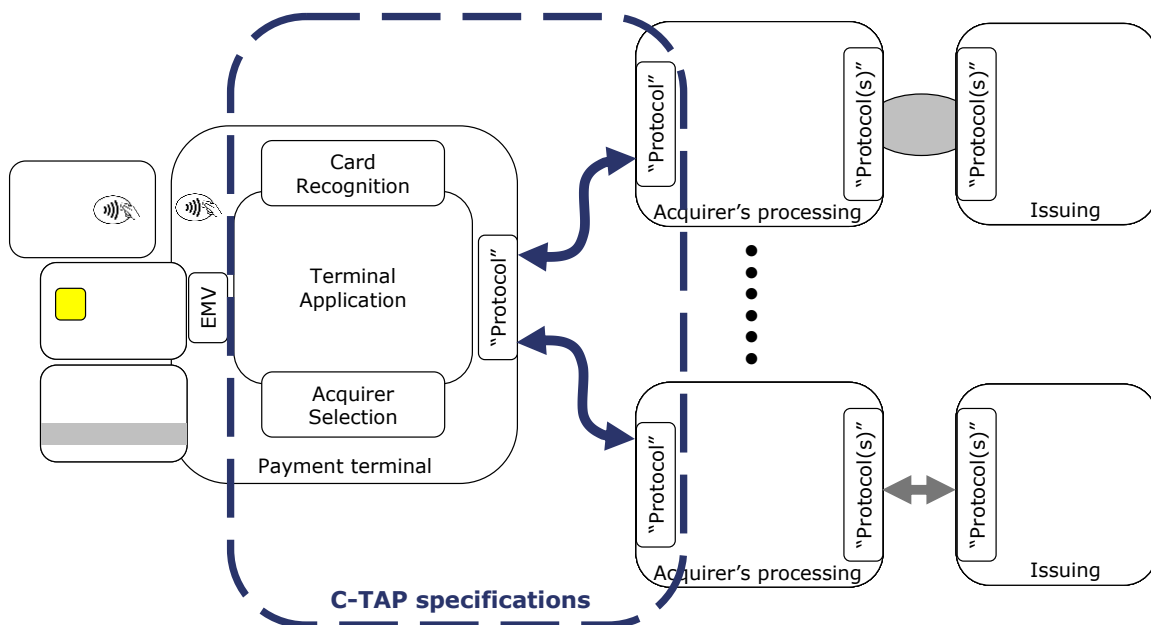 Card
Recognition
Terminal
Application
EMV
"Protocol"
Acquirer
Selection
Payment terminal
C-TAP specifications
“Protocol”
“Protocol(s)”
Acquirer’s processing
“Protocol(s)”
Issuing
“Protocol”
“Protocol(s)”
Acquirer’s processing
“Protocol(s)”
Issuing